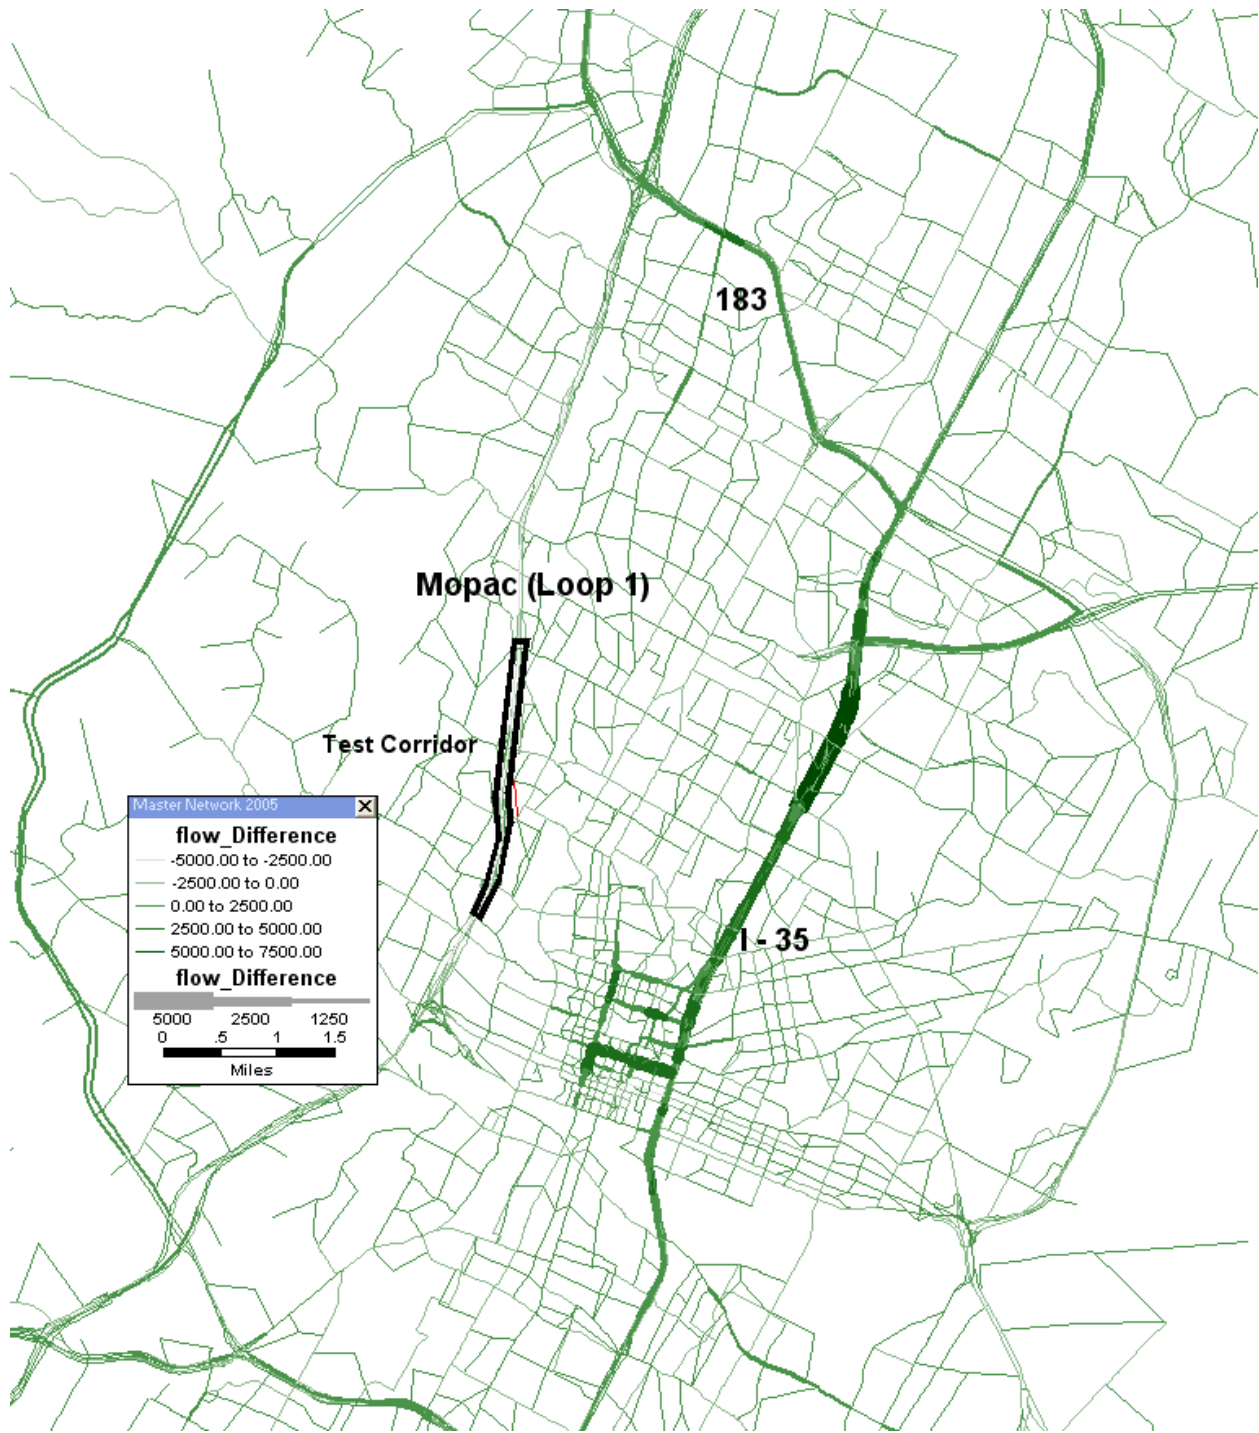 183
Mopac (Loop 1)
Test Corridor
Master Network 2005
flow_Difference
-5000.00 to -2500.00
-2500.00 to 0.00
0.00 to 2500.00
2500.00 to 5000.00
5000.00 to 7500.00
flow_Difference
5000 2500 1250
0 .5 1 1.5
Miles
I - 35